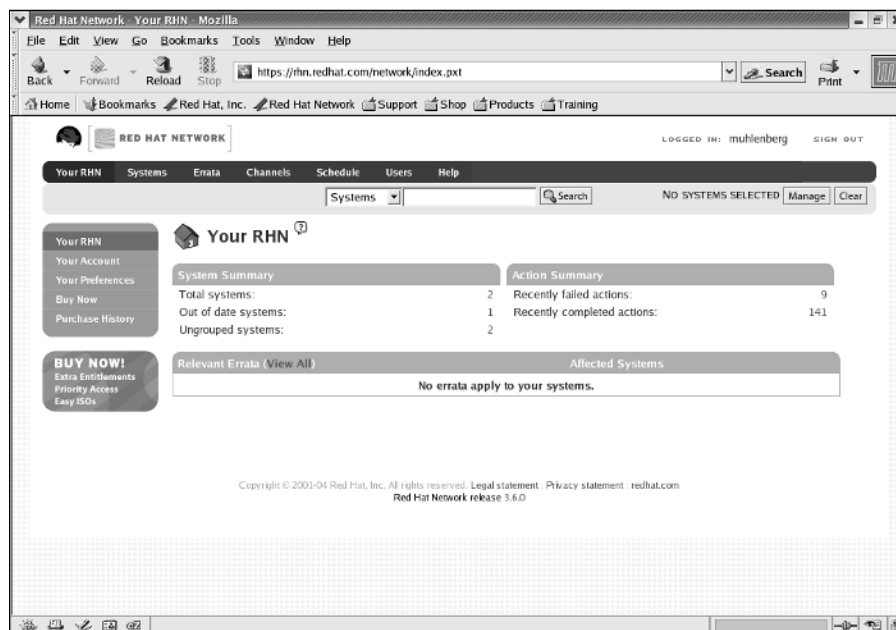 Red Hat Network - Your RHN - Mozilla
File Edit View Go Bookmarks Tools Window Help
Back Forward Reload Stop https://rhn.redhat.com/network/index.pxt Search Print
Home Bookmarks Red Hat, Inc. Red Hat Network Support Shop Products Training
RED HAT NETWORK LOGGED IN: muhlenberg SIGN OUT
Your RHN Systems Errata Channels Schedule Users Help
Systems Search NO SYSTEMS SELECTED Manage Clear
Your RHN
Your Account
Your Preferences
Buy Now
Purchase History
BUY NOW!
Extra Entitlements
Priority Access
Easy ISOs
Your RHN ?
System Summary Action Summary
Total systems: 2 Recently failed actions: 9
Out of date systems: 1 Recently completed actions: 141
Ungrouped systems: 2
Relevant Errata (View All) Affected Systems
No errata apply to your systems.
Copyright © 2001-04 Red Hat, Inc. All rights reserved. Legal statement : Privacy statement : redhat.com
Red Hat Network release 3.6.0